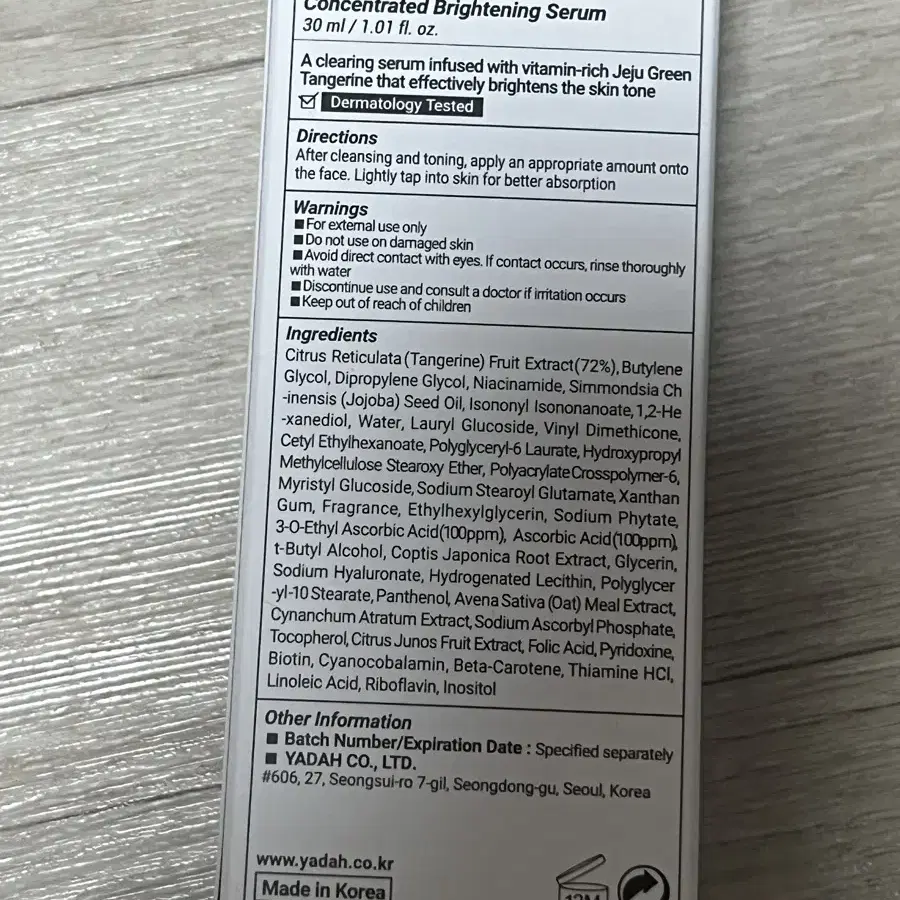 Concentrated Brightening Serum
30 ml / 1.01 fl. oz.
A clearing serum infused with vitamin-rich Jeju Green
Tangerine that effectively brightens the skin tone
Dermatology Tested
Directions
After cleansing and toning, apply an appropriate amount onto
the face. Lightly tap into skin for better absorption
Warnings
■ For external use only
■ Do not use on damaged skin
■ Avoid direct contact with eyes. If contact occurs, rinse thoroughly
with water
■ Discontinue use and consult a doctor if irritation occurs
■ Keep out of reach of children
Ingredients
Citrus Reticulata (Tangerine) Fruit Extract(72%), Butylene
Glycol, Dipropylene Glycol, Niacinamide, Simmondsia Ch
-inensis (Jojoba) Seed Oil, Isononyl Isononanoate, 1,2-He
-xanediol, Water, Lauryl Glucoside, Vinyl Dimethicone,
Cetyl Ethylhexanoate, Polyglyceryl-6 Laurate, Hydroxypropyl
Methylcellulose Stearoxy Ether, Polyacrylate Crosspolymer-6,
Myristyl Glucoside, Sodium Stearoyl Glutamate, Xanthan
Gum, Fragrance, Ethylhexylglycerin, Sodium Phytate,
3-O-Ethyl Ascorbic Acid(100ppm), Ascorbic Acid(100ppm),
t-Butyl Alcohol, Coptis Japonica Root Extract, Glycerin,
Sodium Hyaluronate, Hydrogenated Lecithin, Polyglycer
-yl-10 Stearate, Panthenol, Avena Sativa (Oat) Meal Extract,
Cynanchum Atratum Extract, Sodium Ascorbyl Phosphate,
Tocopherol, Citrus Junos Fruit Extract, Folic Acid, Pyridoxine,
Biotin, Cyanocobalamin, Beta-Carotene, Thiamine HCl,
Linoleic Acid, Riboflavin, Inositol
Other Information
■ Batch Number/Expiration Date : Specified separately
■ YADAH CO., LTD.
#606, 27, Seongsui-ro 7-gil, Seongdong-gu, Seoul, Korea
www.yadah.co.kr
Made in Korea
12M